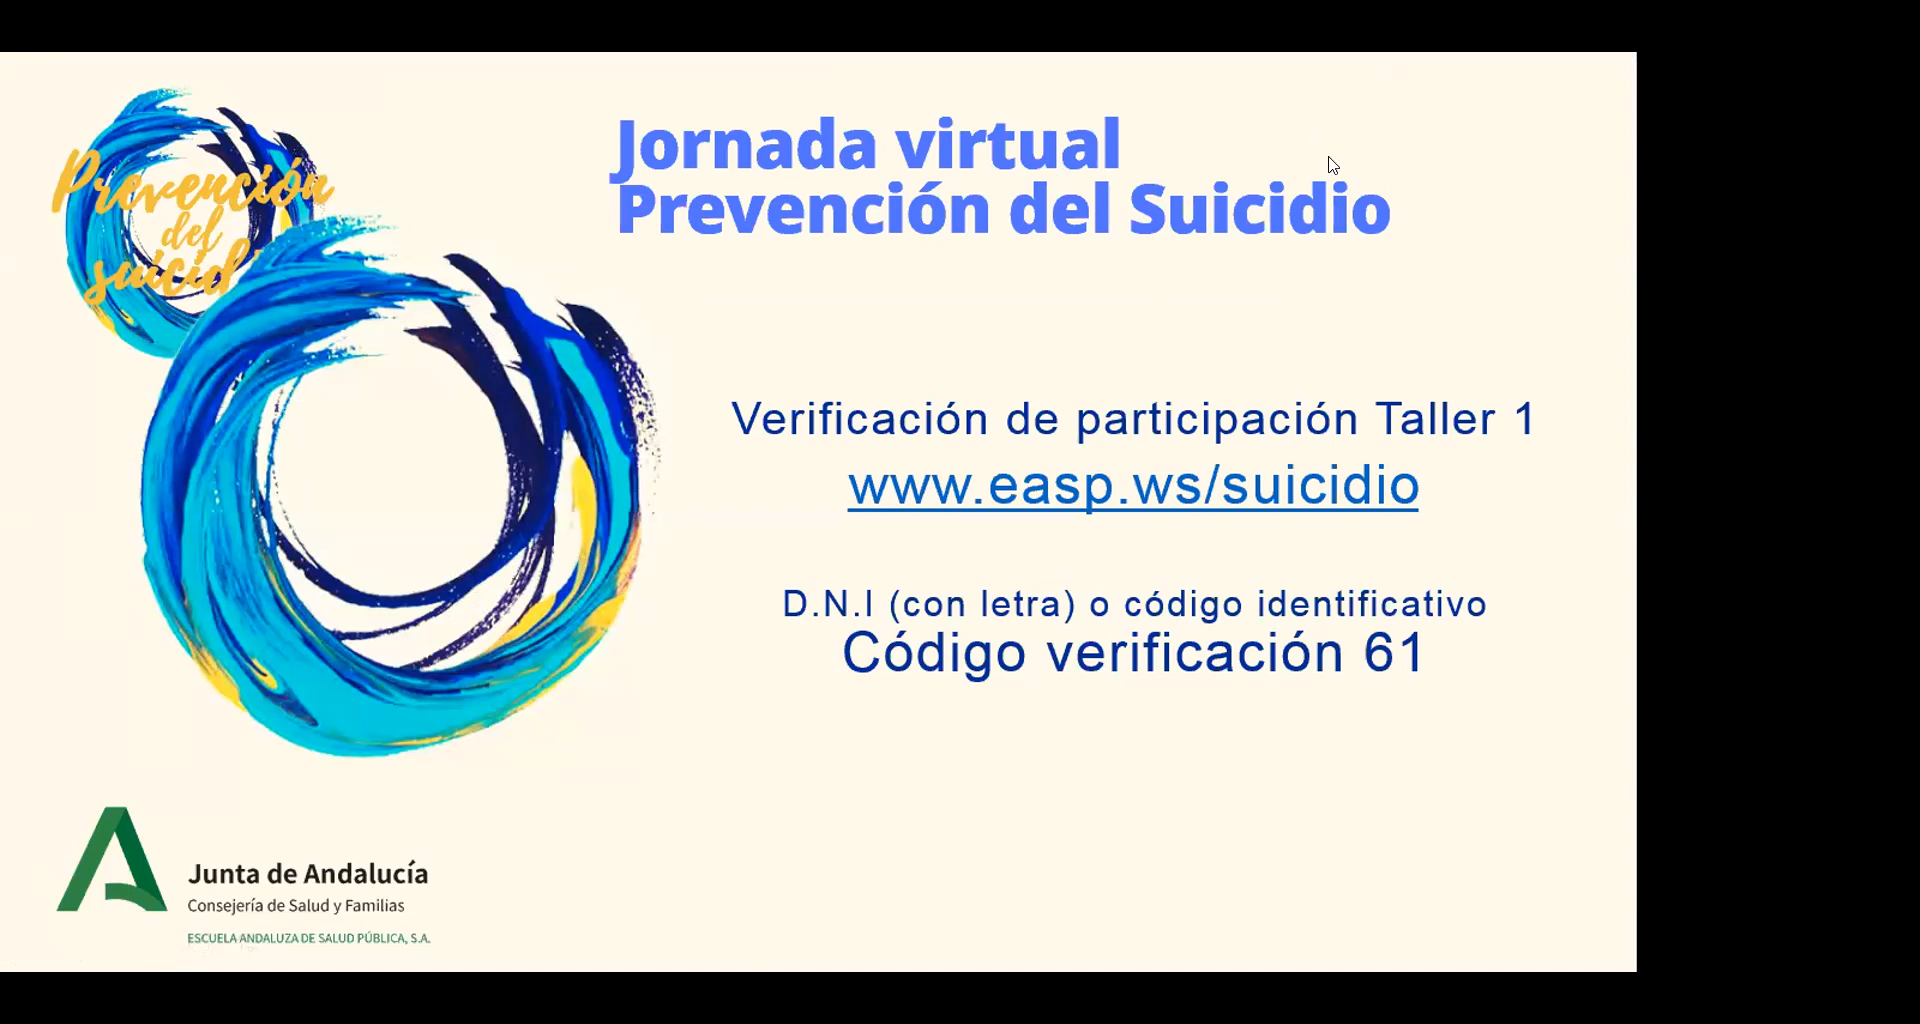 Prevención
del
suicid
Jornada virtual
Prevención del Suicidio
Verificación de participación Taller 1
www.easp.ws/suicidio
D.N.I (con letra) o código identificativo
Código verificación 61
Junta de Andalucía
Consejería de Salud y Familias
ESCUELA ANDALUZA DE SALUD PÚBLICA, S.A.